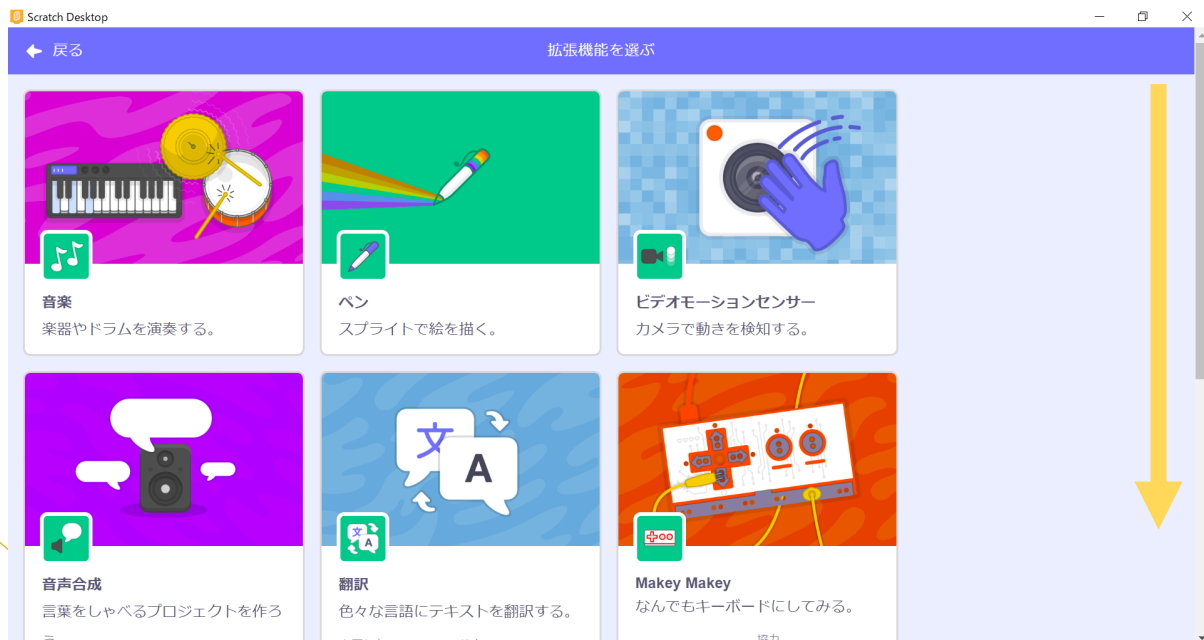 Scratch Desktop
戻る
拡張機能を選ぶ
音楽
楽器やドラムを演奏する。
ペン
スプライトで絵を描く。
ビデオモーションセンサー
カメラで動きを検知する。
文
A
文
A
音声合成
言葉をしゃべるプロジェクトを作ろ
翻訳
色々な言語にテキストを翻訳する。
Makey Makey
なんでもキーボードにしてみる。
協力